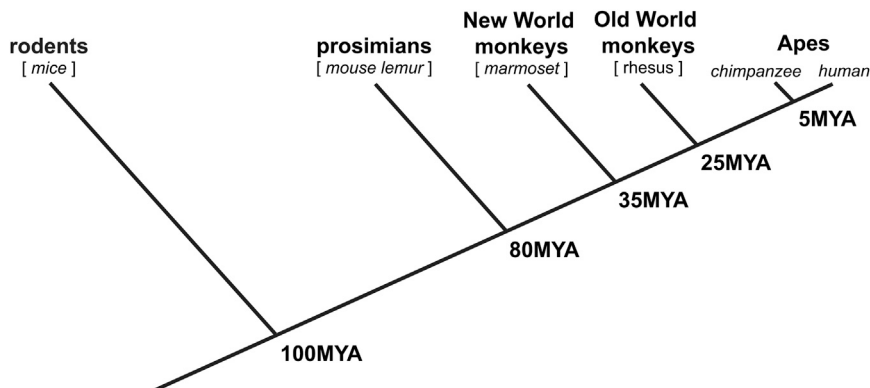 rodents
[ mice ]
prosimians
[ mouse lemur ]
New World
monkeys
[ marmoset ]
Old World
monkeys
[ rhesus ]
Apes
chimpanzee human
5MYA
25MYA
35MYA
80MYA
100MYA